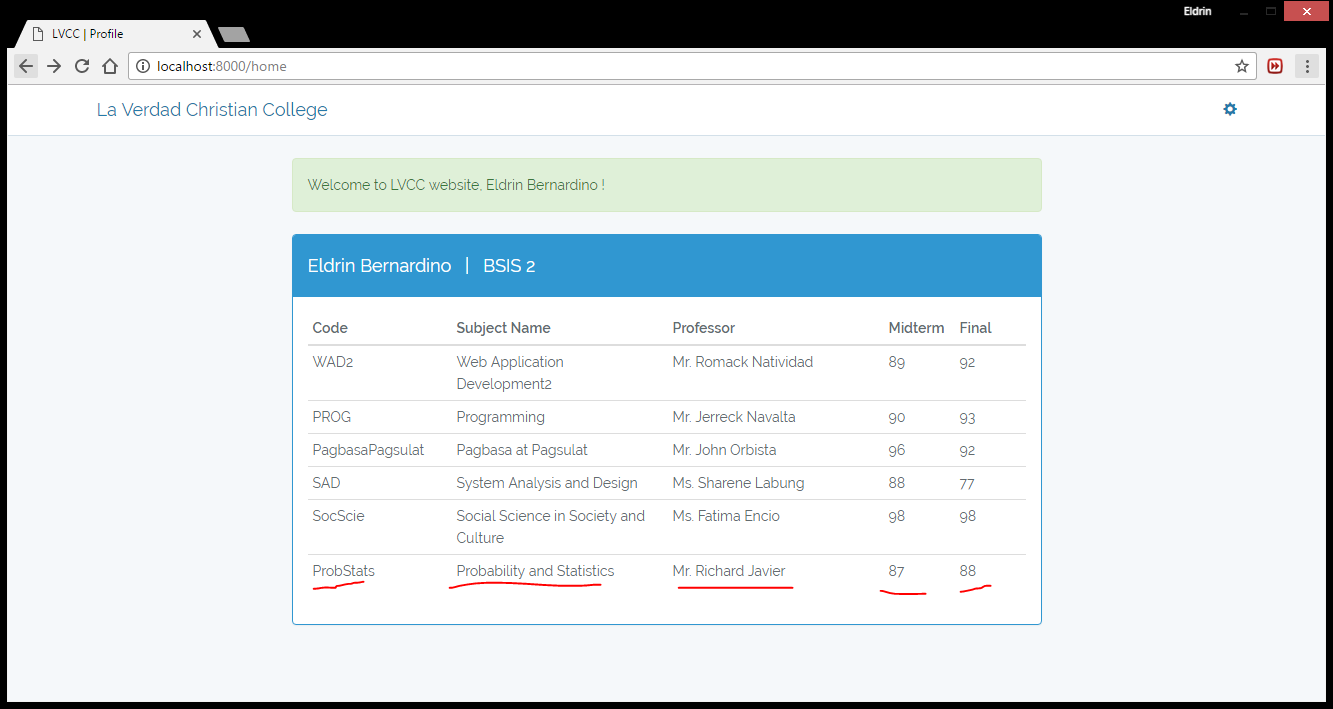 Eldrin
LVCC | Profile
localhost:8000/home
La Verdad Christian College
Welcome to LVCC website, Eldrin Bernardino !
Eldrin Bernardino | BSIS 2
Code Subject Name Professor Midterm Final
WAD2 Web Application Mr. Romack Natividad 89 92
Development2
PROG Programming Mr. Jerreck Navalta 90 93
PagbasaPagsulat Pagbasa at Pagsulat Mr. John Orbista 96 92
SAD System Analysis and Design Ms. Sharene Labung 88 77
SocScie Social Science in Society and Ms. Fatima Encio 98 98
Culture
ProbStats Probability and Statistics Mr. Richard Javier 87 88